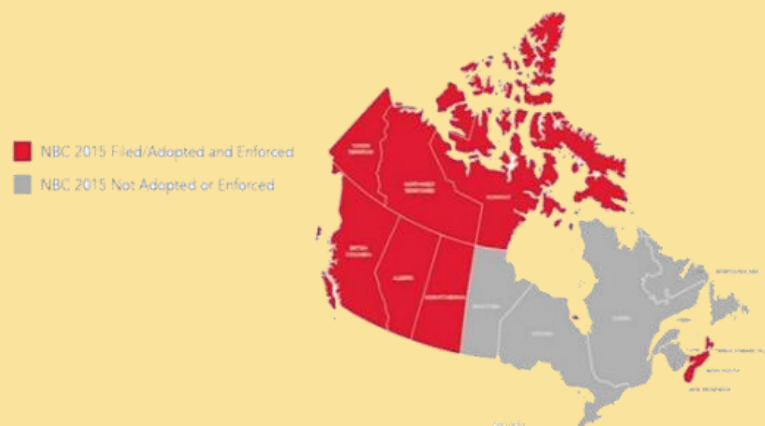 NBC 2015 Filed/Adopted and Enforced
NBC 2015 Not Adopted or Enforced
YUKON
TERRITORY
NORTHWEST
TERRITORIES
NUNAVUT
BRITISH
COLUMBIA
ALBERTA
SASKATCHEWAN
MANITOBA
ONTARIO
QUEBEC
NOVA SCOTIA
NEW BRUNSWICK